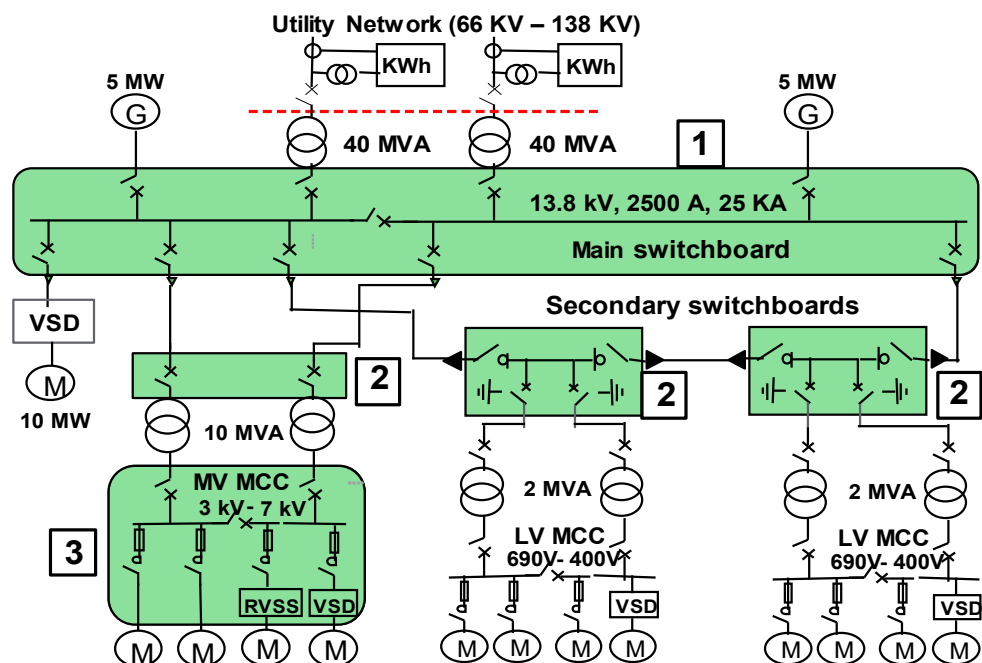 Utility Network (66 KV – 138 KV)
KWh
KWh
5 MW
5 MW
G
G
40 MVA
40 MVA
1
13.8 kV, 2500 A, 25 KA
Main switchboard
VSD
Secondary switchboards
M
10 MW
2
2
2
10 MVA
MV MCC
3 kV- 7 kV
2 MVA
2 MVA
3
LV MCC
690V- 400V
LV MCC
690V- 400V
RVSS
VSD
VSD
VSD
M
M
M
M
M
M
M
M
M
M
M
M